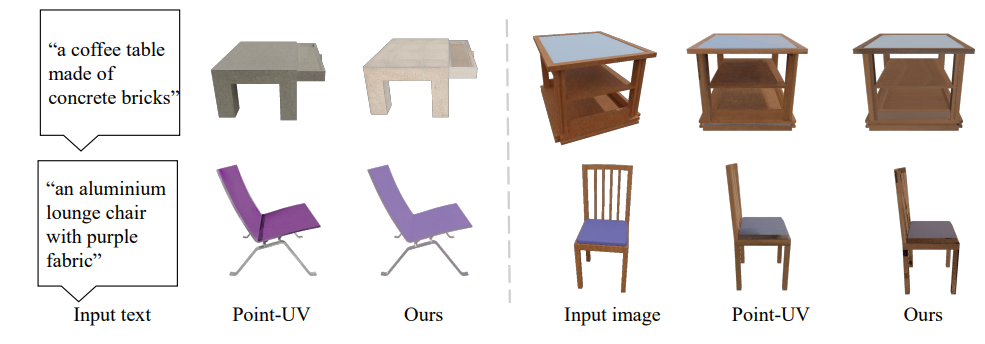 “a coffee table
made of
concrete bricks”
“an aluminium
lounge chair
with purple
fabric”
Input text
Point-UV
Ours
Input image
Point-UV
Ours